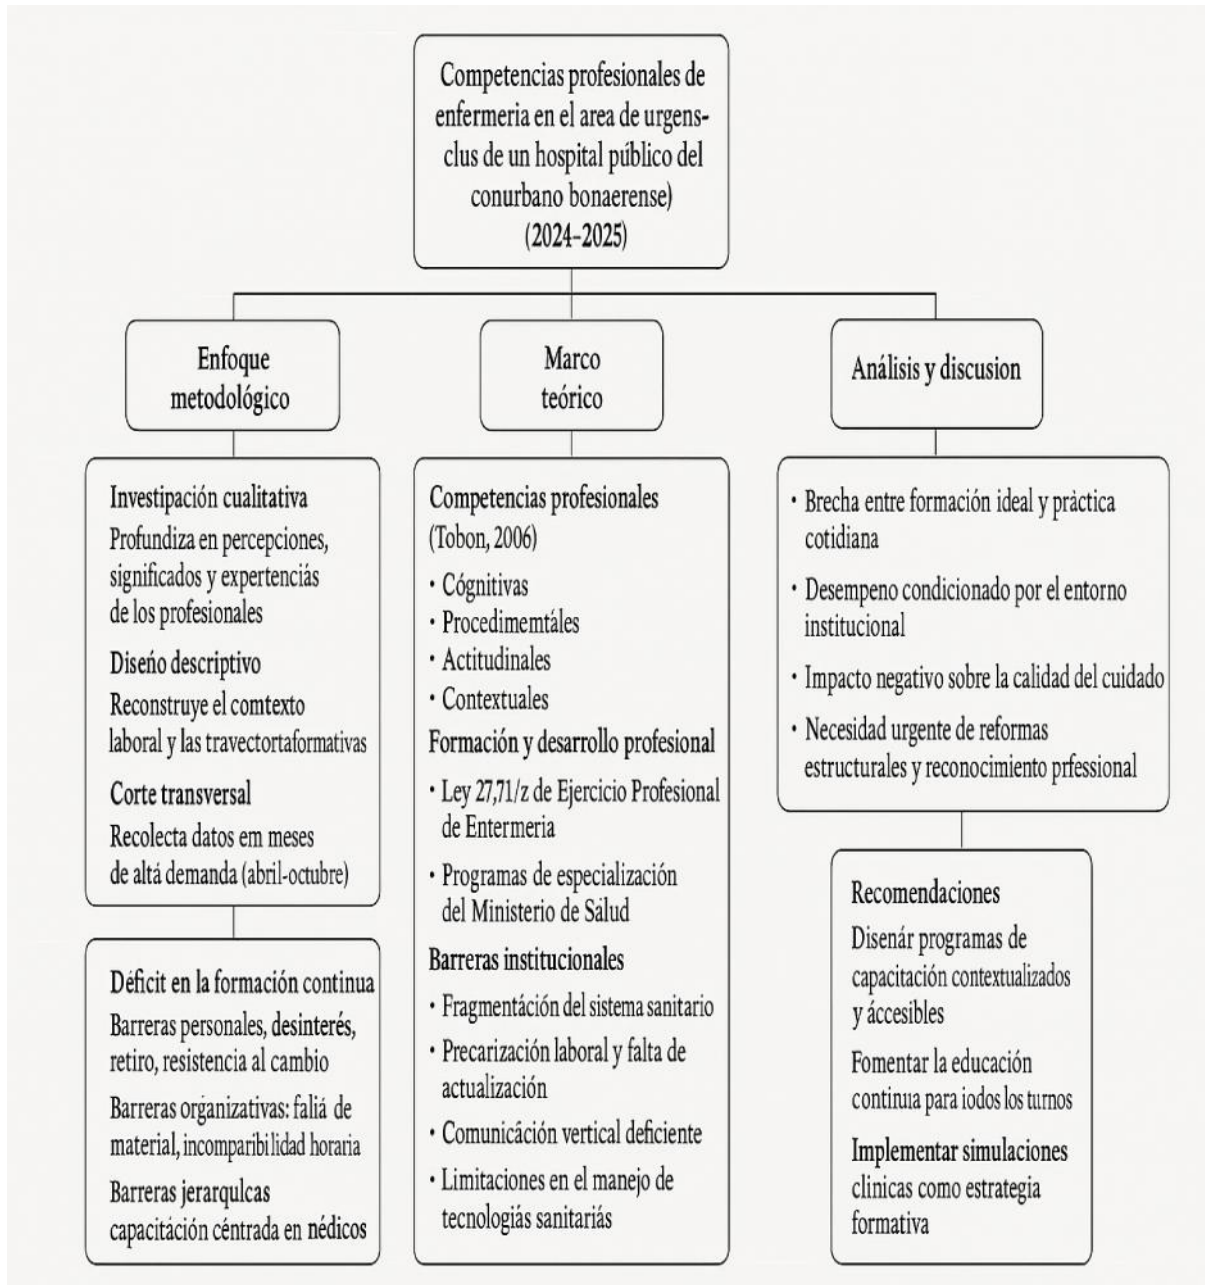 Competencias profesionales de
enfermeria en el area de urgens-
clus de un hospital público del
conurbano bonaerense)
(2024–2025)
Enfoque
metodológico
Investipación cualitativa
Profundiza en percepciones,
significados y expertenciás
de los profesionales
Diseño descriptivo
Reconstruye el comtexto
laboral y las travectortaformativas
Corte transversal
Recolecta datos em meses
de altá demanda (abril-octubre)
Déficit en la formación continua
Barreras personales, desinterés,
retiro, resistencia al cambio
Barreras organizativas: faliá de
material, incomparibilidad horaria
Barreras jerarqulcas
capacitación céntrada en nédicos
Marco
teórico
Competencias profesionales
(Tobon, 2006)
• Cógnitivas
• Procedimemtáles
• Actitudinales
• Contextuales
Formación y desarrollo profesional
• Ley 27,71/z de Ejercicio Profesional
de Entermeria
• Programas de especialización
del Ministerio de Sálud
Barreras institucionales
• Fragmentáción del sistema sanitario
• Precarización laboral y falta de
actualización
• Comunicáción vertical deficiente
• Limitaciones en el manejo de
tecnologiás sanitariás
Análisis y discusion
• Brecha entre formación ideal y pràctica
cotidiana
• Desempeno condicionado por el entorno
institucional
• Impacto negativo sobre la calidad del cuidado
• Necesidad urgente de reformas
estructurales y reconocimiento prfessional
Recomendaciones
Disenár programas de
capacitación contextualizados
y áccesibles
Fomentar la educación
continua para iodos los turnos
Implementar simulaciones
clinicas como estrategia
formativa